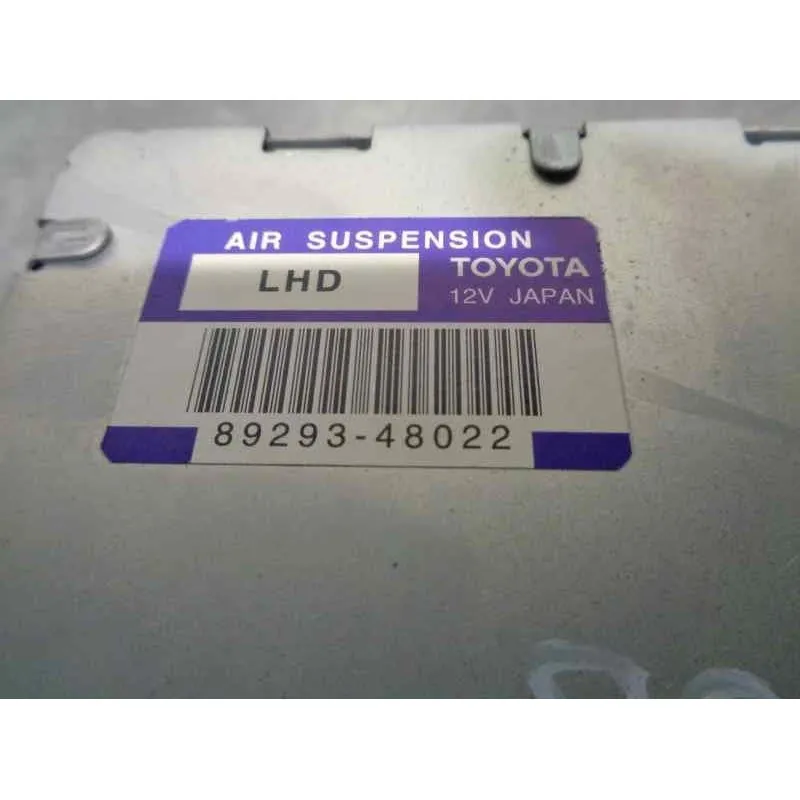 AIR SUSPENSION
LHD
TOYOTA
12V JAPAN
89293-48022